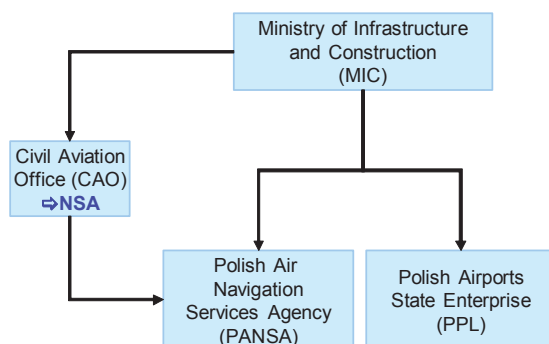 Ministry of Infrastructure
and Construction
(MIC)
Civil Aviation
Office (CAO)
⇨NSA
Polish Air
Navigation
Services Agency
(PANSA)
Polish Airports
State Enterprise
(PPL)